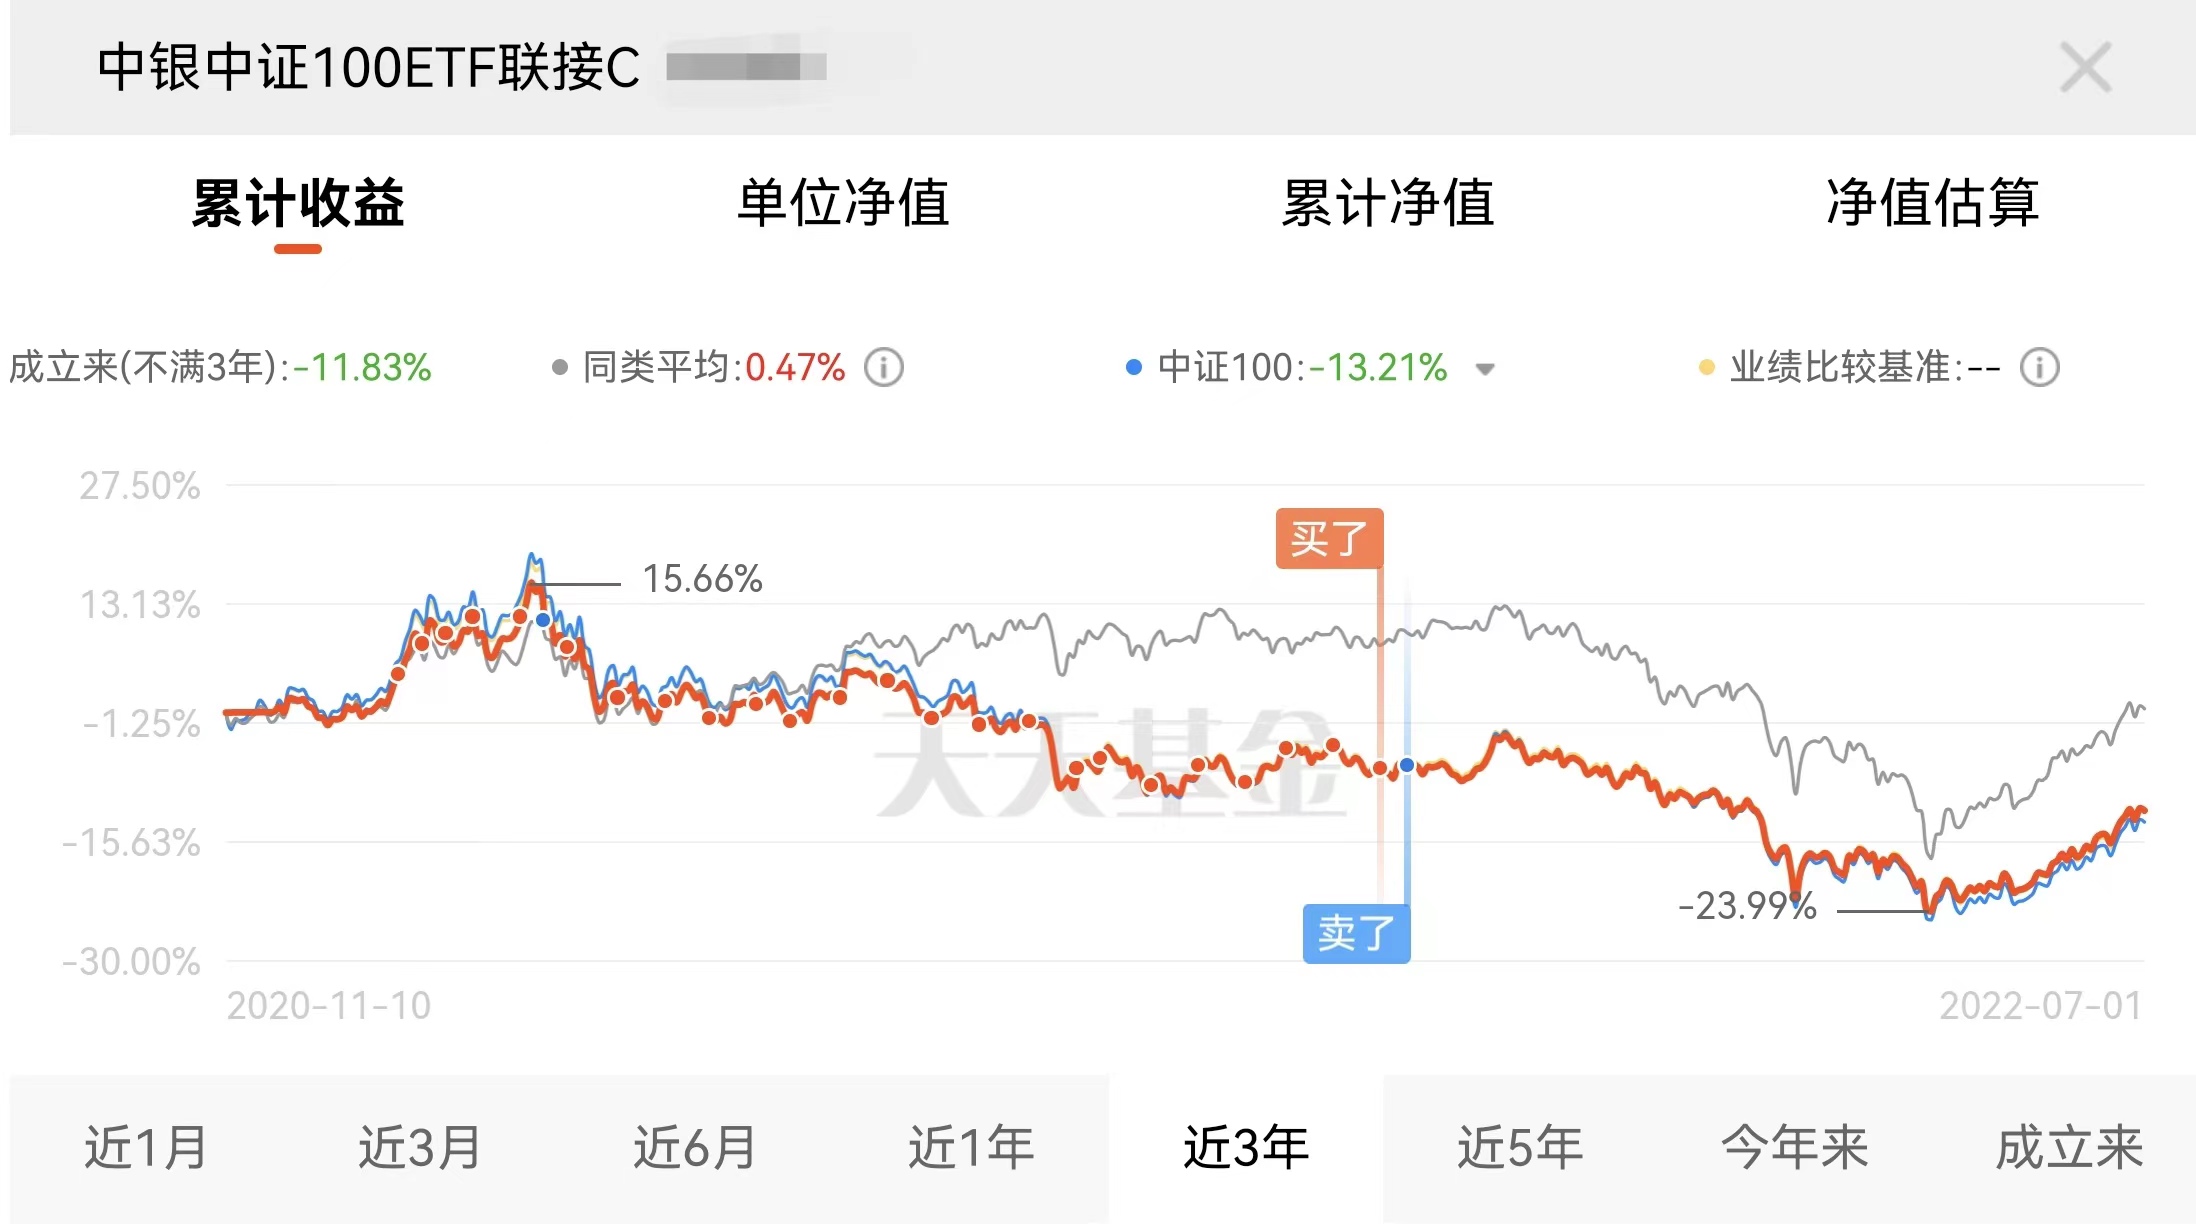 中银中证100ETF联接C
累计收益 单位净值 累计净值 净值估算
成立来(不满3年):-11.83% 同类平均:0.47% 中证100:-13.21% 业绩比较基准:--
27.50%
买了
15.66%
13.13%
-1.25%
天天基金
-15.63%
-23.99%
卖了
-30.00%
2020-11-10 2022-07-01
近1月 近3月 近6月 近1年 近3年 近5年 今年来 成立来